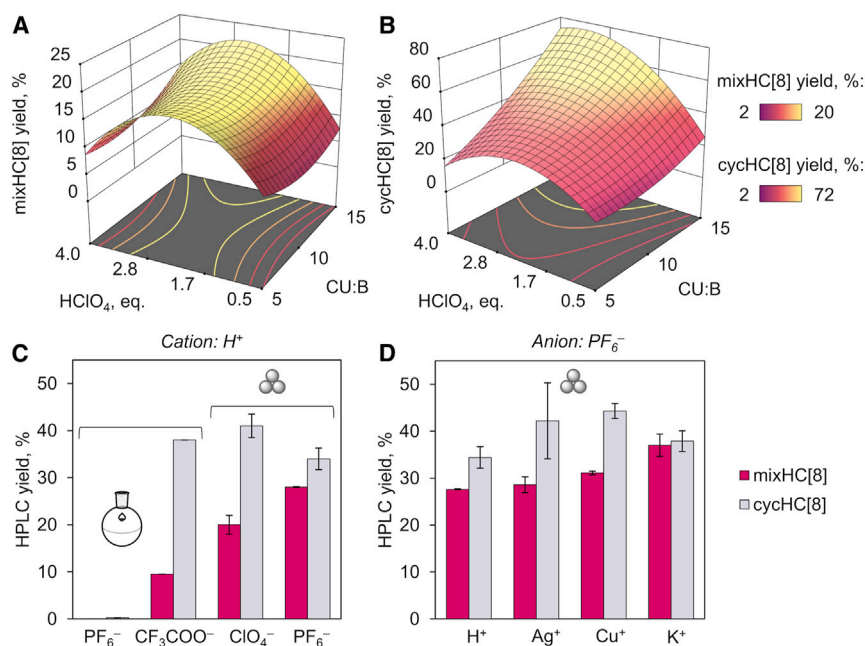 A
B
mixHC[8] yield, %
25
20
15
10
5
0
4.0
2.8
1.7
0.5
5
10
15
HClO₄, eq.
CU:B
cycHC[8] yield, %
80
60
40
20
0
4.0
2.8
1.7
0.5
5
10
15
HClO₄, eq.
CU:B
mixHC[8] yield, %:
2 20
cycHC[8] yield, %:
2 72
C
Cation: H⁺
HPLC yield, %
50
40
30
20
10
0
PF₆⁻ CF₃COO⁻ ClO₄⁻ PF₆⁻
D
Anion: PF₆⁻
HPLC yield, %
50
40
30
20
10
0
H⁺ Ag⁺ Cu⁺ K⁺
mixHC[8]
cycHC[8]